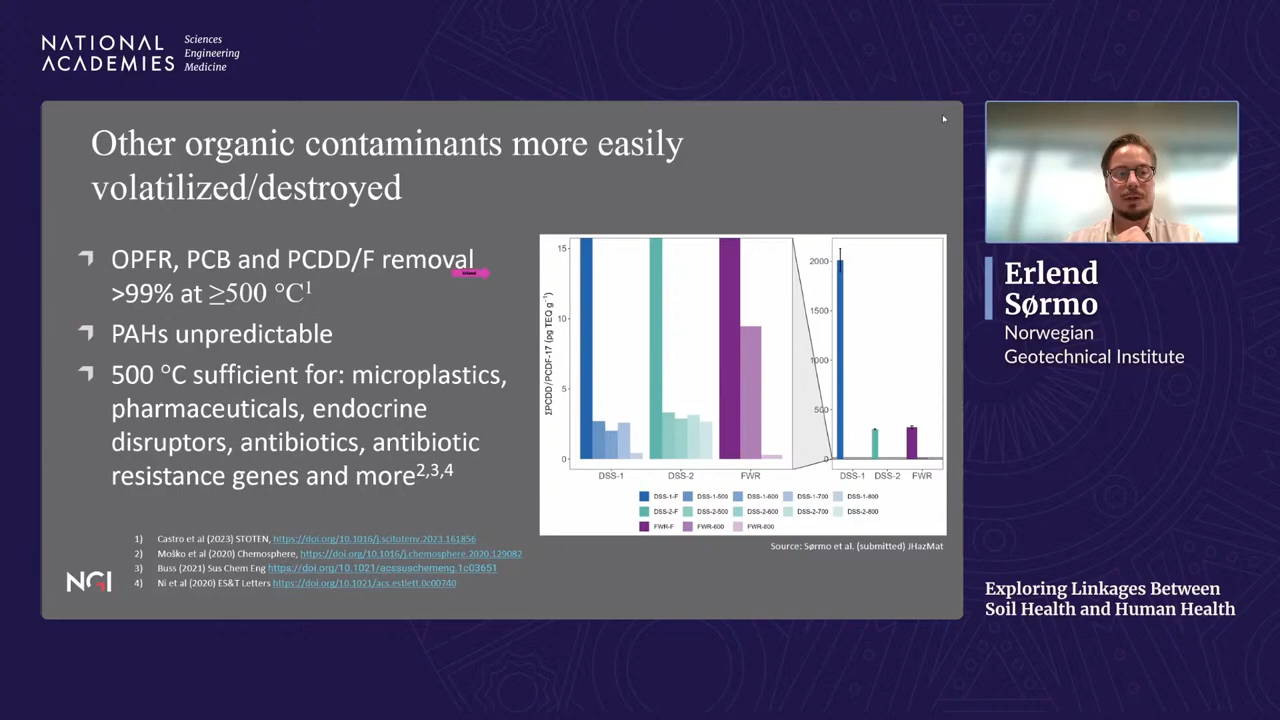 NATIONAL
ACADEMIES
Sciences
Engineering
Medicine
Other organic contaminants more easily
volatilized/destroyed
OPFR, PCB and PCDD/F removal
>99% at ≥500 °C¹
PAHs unpredictable
500 °C sufficient for: microplastics,
pharmaceuticals, endocrine
disruptors, antibiotics, antibiotic
resistance genes and more²,³,⁴
Erlend
ΣPCDD/PCDF-17 (pg TEQ g⁻¹)
15
10
5
0
DSS-1 DSS-2 FWR
2000
1500
1000
500
0
DSS-1 DSS-2 FWR
DSS-1-F DSS-1-500 DSS-1-600 DSS-1-700 DSS-1-800
DSS-2-F DSS-2-500 DSS-2-600 DSS-2-700 DSS-2-800
FWR-F FWR-600 FWR-800
Source: Sørmo et al. (submitted) JHazMat
1) Castro et al (2023) STOTEN, https://doi.org/10.1016/j.scitotenv.2023.161856
2) Moško et al (2020) Chemosphere, https://doi.org/10.1016/j.chemosphere.2020.129082
3) Buss (2021) Sus Chem Eng https://doi.org/10.1021/acssuschemeng.1c03651
4) Ni et al (2020) ES&T Letters https://doi.org/10.1021/acs.estlett.0c00740
NGI
Erlend
Sørmo
Norwegian
Geotechnical Institute
Exploring Linkages Between
Soil Health and Human Health